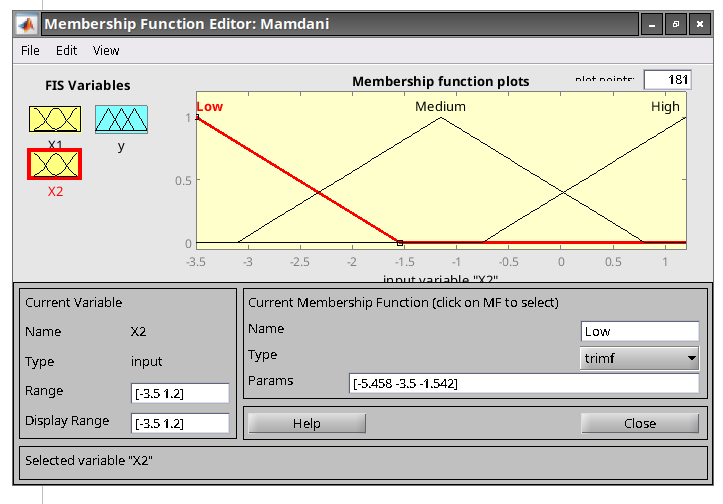 Membership Function Editor: Mamdani
File Edit View
FIS Variables
X1
y
X2
Membership function plots
plot points:
181
Low
Medium
High
1
0.5
0
-3.5 -3 -2.5 -2 -1.5 -1 -0.5 0 0.5 1
input variable "X2"
Current Variable
Name X2
Type input
Range [-3.5 1.2]
Display Range [-3.5 1.2]
Current Membership Function (click on MF to select)
Name Low
Type trimf
Params [-5.458 -3.5 -1.542]
Help Close
Selected variable "X2"